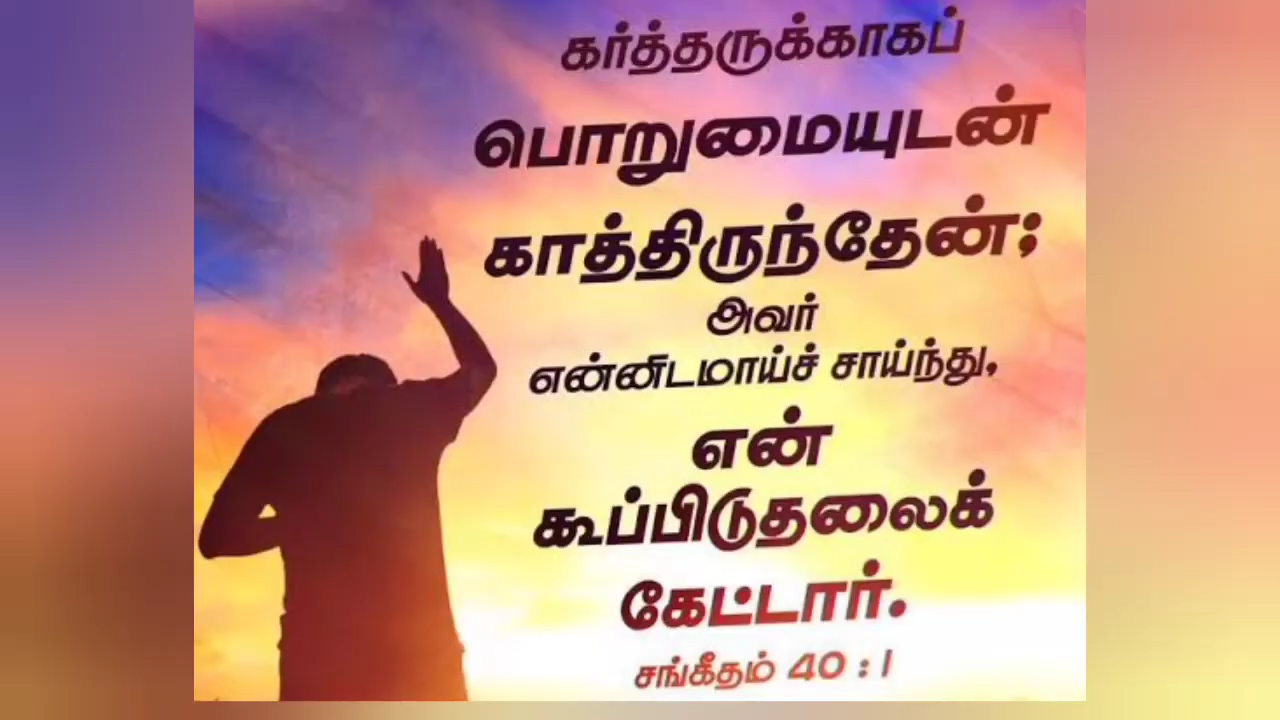 கர்த்தருக்காகப்
பொறுமையுடன்
காத்திருந்தேன்;
அவர்
என்னிடமாய்ச் சாய்ந்து,
என்
கூப்பிடுதலைக்
கேட்டார்.
சங்கீதம் 40 : 1